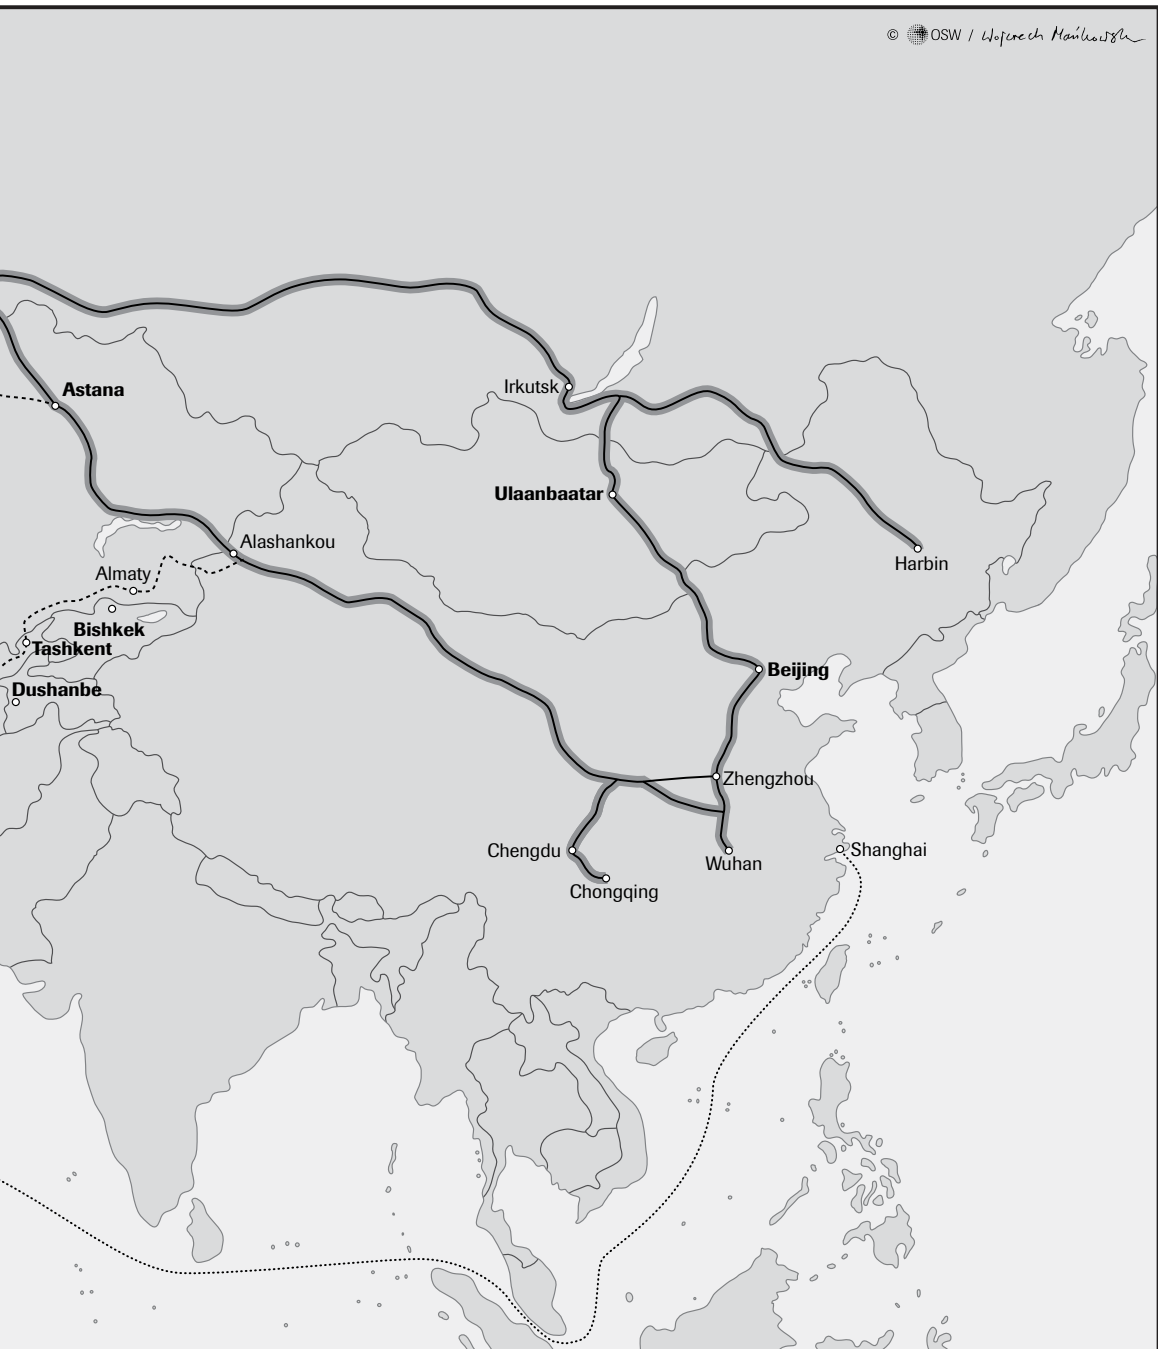 © OSW / Wojciech Mańkowski
Irkutsk
Astana
Ulaanbaatar
Alashankou
Harbin
Almaty
Bishkek
Tashkent
Beijing
Dushanbe
Zhengzhou
Chengdu
Shanghai
Wuhan
Chongqing